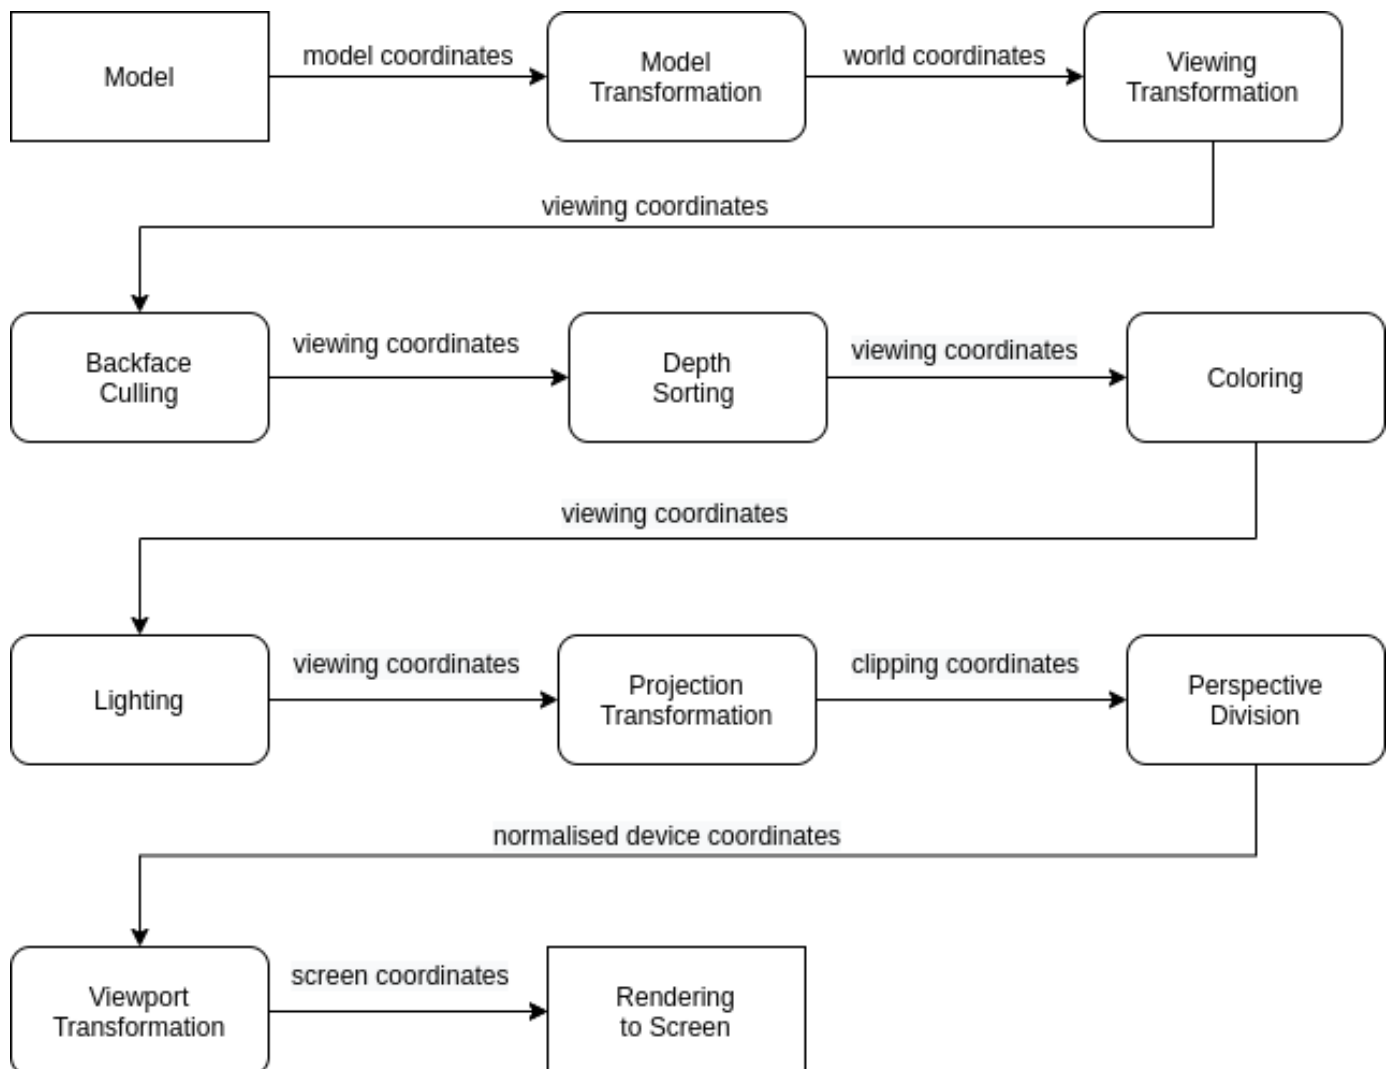 Model
model coordinates
Model
Transformation
world coordinates
Viewing
Transformation
viewing coordinates
Backface
Culling
viewing coordinates
Depth
Sorting
viewing coordinates
Coloring
viewing coordinates
Lighting
viewing coordinates
Projection
Transformation
clipping coordinates
Perspective
Division
normalised device coordinates
Viewport
Transformation
screen coordinates
Rendering
to Screen